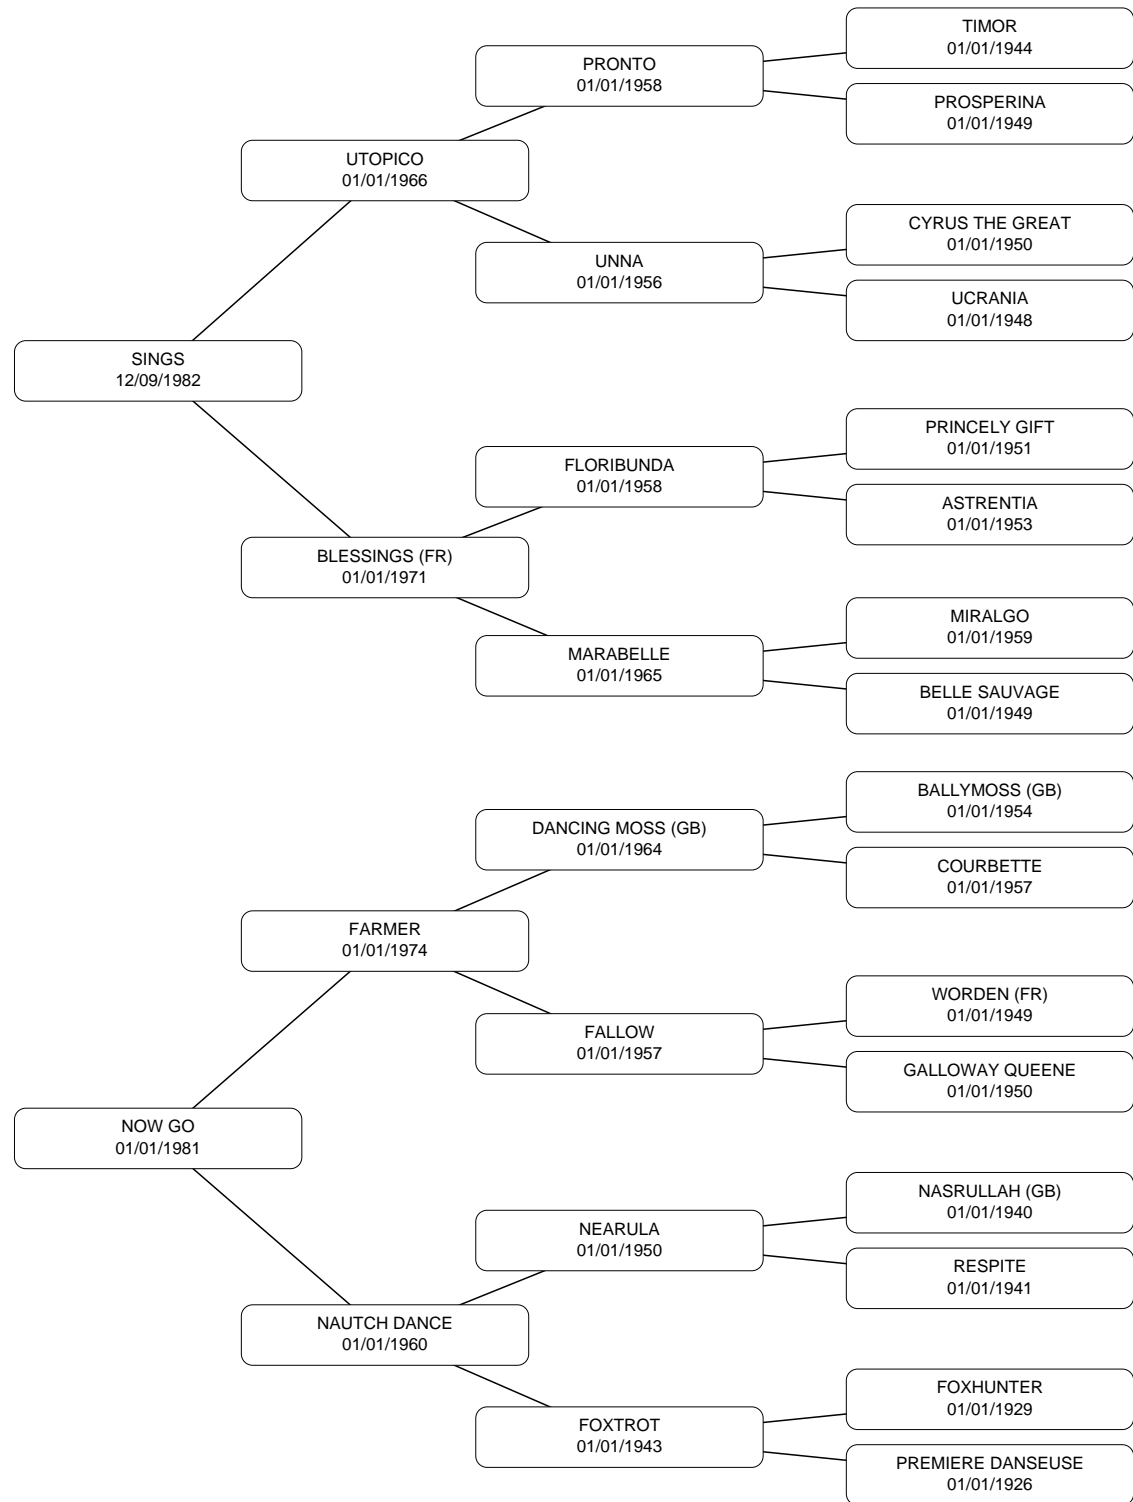 TIMOR
01/01/1944
PRONTO
01/01/1958
PROSPERINA
01/01/1949
UTOPICO
01/01/1966
CYRUS THE GREAT
01/01/1950
UNNA
01/01/1956
UCRANIA
01/01/1948
SINGS
12/09/1982
PRINCELY GIFT
01/01/1951
FLORIBUNDA
01/01/1958
ASTRENTIA
01/01/1953
BLESSINGS (FR)
01/01/1971
MIRALGO
01/01/1959
MARABELLE
01/01/1965
BELLE SAUVAGE
01/01/1949
BALLYMOSS (GB)
01/01/1954
DANCING MOSS (GB)
01/01/1964
COURBETTE
01/01/1957
FARMER
01/01/1974
WORDEN (FR)
01/01/1949
FALLOW
01/01/1957
GALLOWAY QUEENE
01/01/1950
NOW GO
01/01/1981
NASRULLAH (GB)
01/01/1940
NEARULA
01/01/1950
RESPITE
01/01/1941
NAUTCH DANCE
01/01/1960
FOXHUNTER
01/01/1929
FOXTROT
01/01/1943
PREMIERE DANSEUSE
01/01/1926